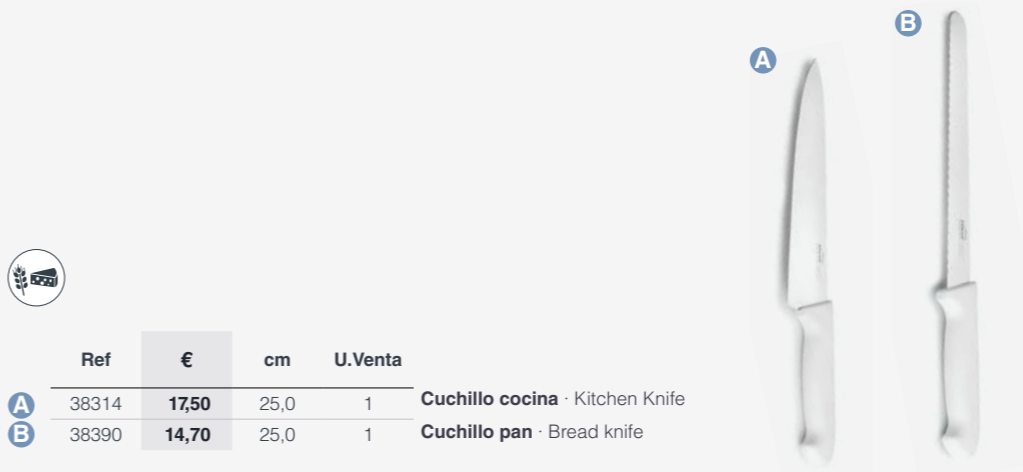 B
A
Ref € cm U.Venta
A 38314 17,50 25,0 1 Cuchillo cocina · Kitchen Knife
B 38390 14,70 25,0 1 Cuchillo pan · Bread knife